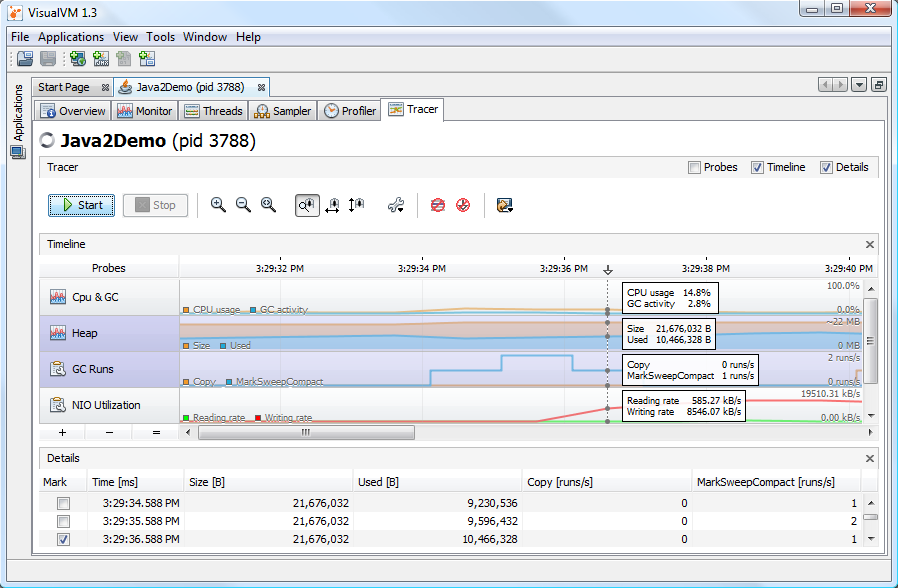 VisualVM 1.3
File Applications View Tools Window Help
Applications
Start Page Java2Demo (pid 3788)
Overview Monitor Threads Sampler Profiler Tracer
Java2Demo (pid 3788)
Tracer Probes Timeline Details
Start Stop
Timeline
Probes 3:29:32 PM 3:29:34 PM 3:29:36 PM 3:29:38 PM 3:29:40 PM
Cpu & GC
CPU usage GC activity
CPU usage 14,8%
GC activity 2.8%
100.0%
0.0%
Heap
Size Used
Size 21,676,032 B
Used 10,466,328 B
~22 MB
0 MB
GC Runs
Copy MarkSweepCompact
Copy 0 runs/s
MarkSweepCompact 1 runs/s
2 runs/s
0 runs/s
NIO Utilization
Reading rate Writing rate
Reading rate 585.27 kB/s
Writing rate 8546.07 kB/s
19510.31 kB/s
0.00 kB/s
+ − =
Details
Mark Time [ms] Size [B] Used [B] Copy [runs/s] MarkSweepCompact [runs/s]
3:29:34.588 PM 21,676,032 9,230,536 0 1
3:29:35.588 PM 21,676,032 9,596,432 0 2
3:29:36.588 PM 21,676,032 10,466,328 0 1